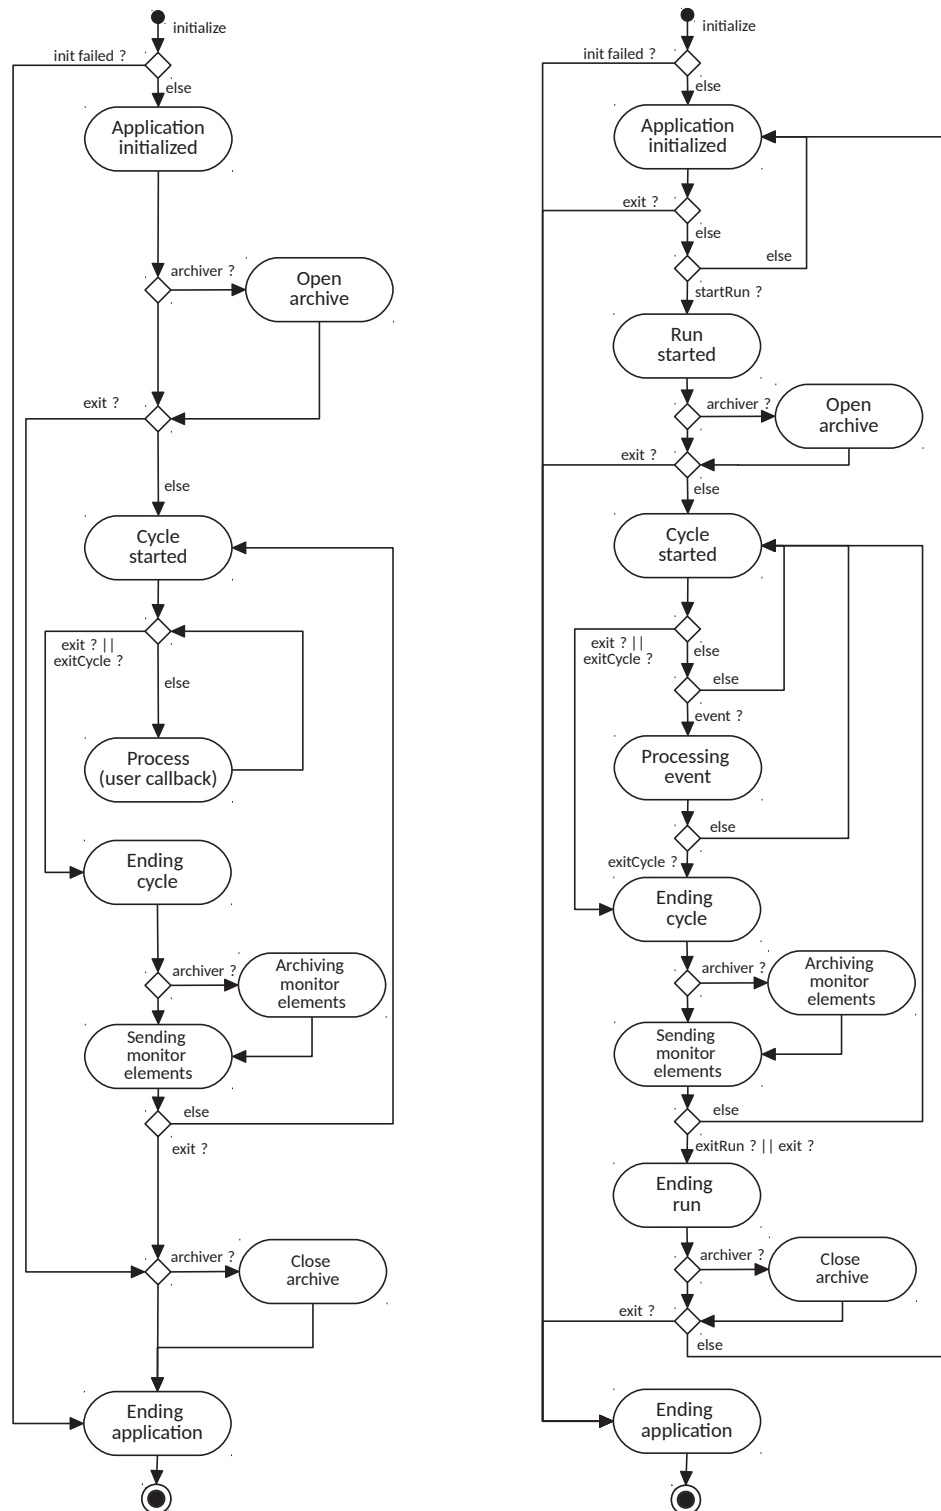 initialize
init failed ?
else
Application
initialized
archiver ?
Open
archive
exit ?
else
Cycle
started
exit ? ||
exitCycle ?
else
Process
(user callback)
Ending
cycle
archiver ?
Archiving
monitor
elements
Sending
monitor
elements
else
exit ?
archiver ?
Close
archive
Ending
application
initialize
init failed ?
else
Application
initialized
exit ?
else
else
startRun ?
Run
started
archiver ?
Open
archive
exit ?
else
Cycle
started
exit ? ||
exitCycle ?
else
else
event ?
Processing
event
else
exitCycle ?
Ending
cycle
archiver ?
Archiving
monitor
elements
Sending
monitor
elements
else
exitRun ? || exit ?
Ending
run
archiver ?
Close
archive
exit ?
else
Ending
application